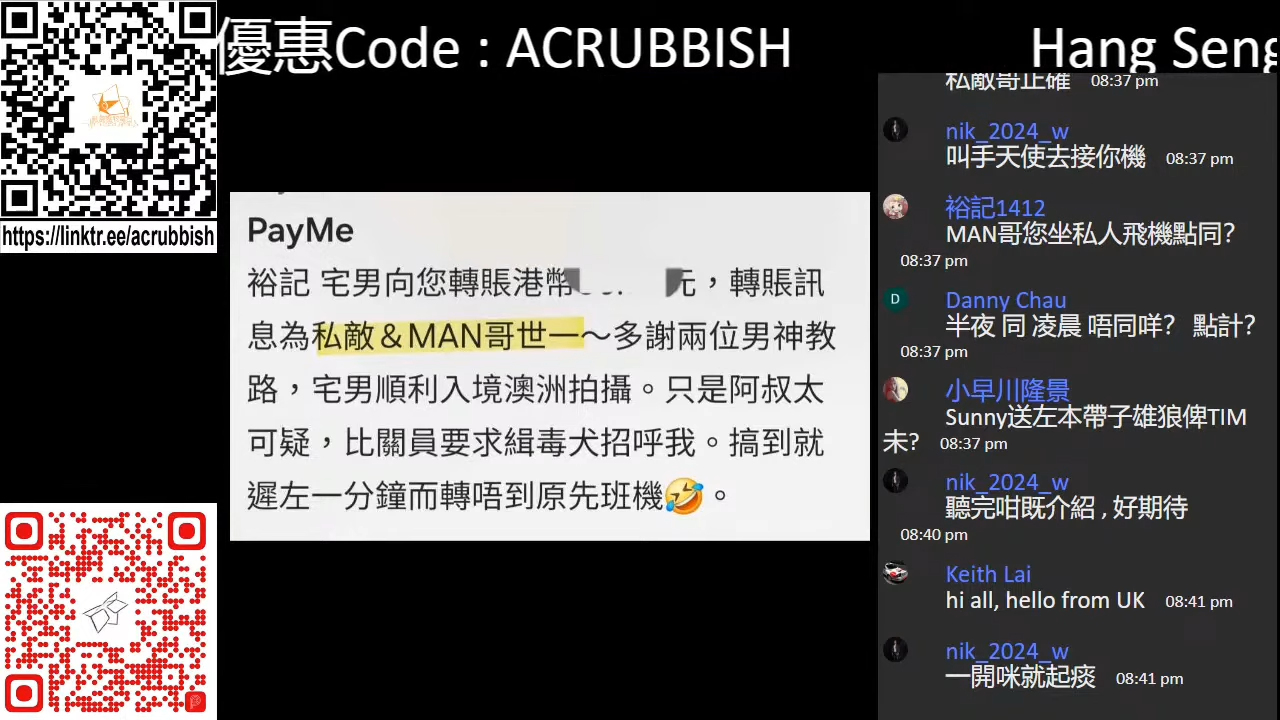 優惠Code : ACRUBBISH
Hang Seng
https://linktr.ee/acrubbish
PayMe
裕記 宅男向您轉賬港幣 元，轉賬訊
息為私敵＆MAN哥世一～多謝兩位男神教
路，宅男順利入境澳洲拍攝。只是阿叔太
可疑，比關員要求緝毒犬招呼我。搞到就
遲左一分鐘而轉唔到原先班機🤣。
私敵哥正確 08:37 pm
nik_2024_w
叫手天使去接你機 08:37 pm
裕記1412
MAN哥您坐私人飛機點同?
08:37 pm
Danny Chau
半夜 同 凌晨 唔同咩? 點計?
08:37 pm
小早川隆景
Sunny送左本帶子雄狼俾TIM
未? 08:37 pm
nik_2024_w
聽完咁既介紹 , 好期待
08:40 pm
Keith Lai
hi all, hello from UK 08:41 pm
nik_2024_w
一開咪就起痰 08:41 pm